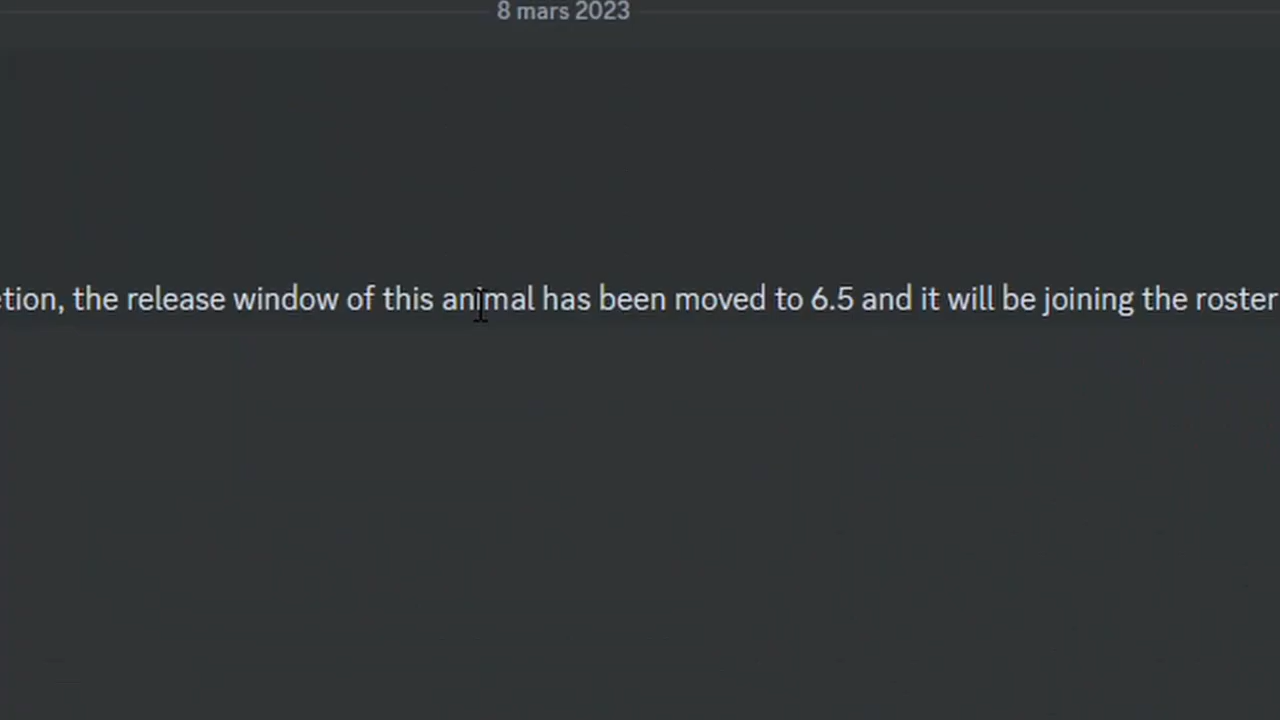 8 mars 2023
etion, the release window of this animal has been moved to 6.5 and it will be joining the roster